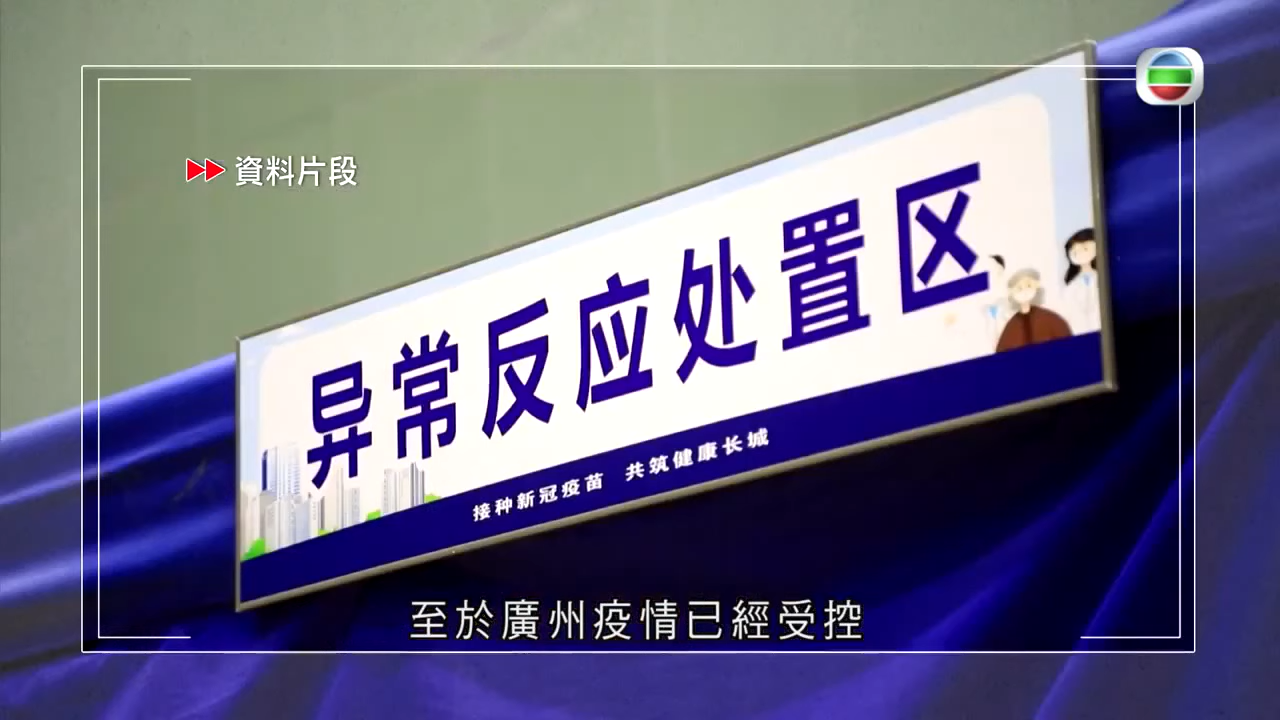 資料片段
异常反应处置区
接种新冠疫苗 共筑健康长城
至於廣州疫情已經受控